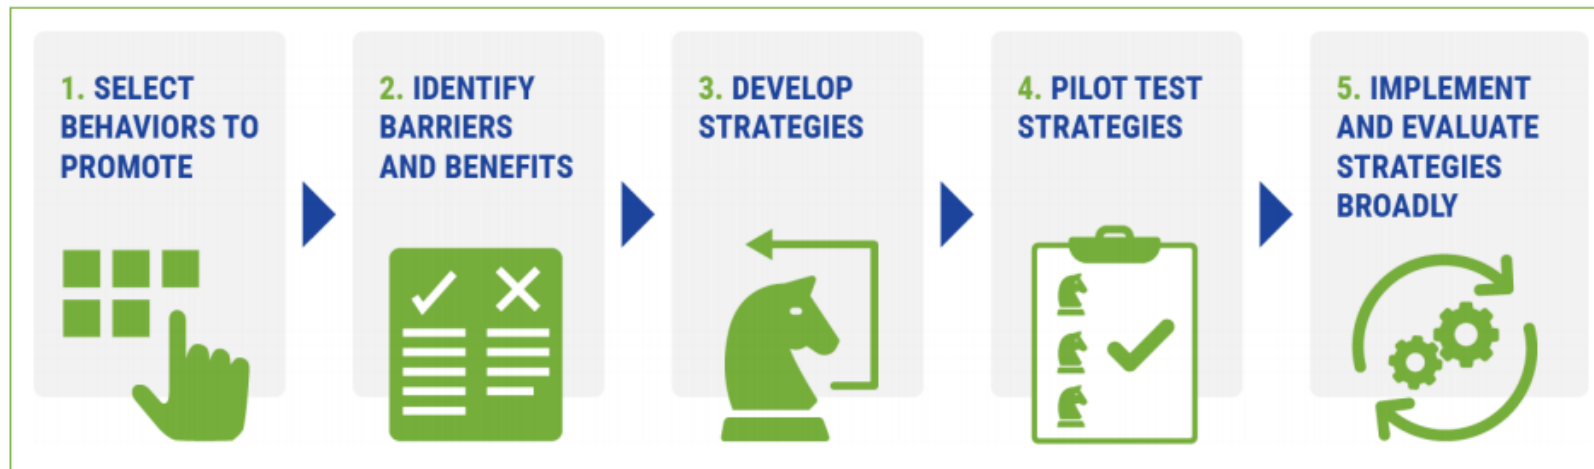 1. SELECT
BEHAVIORS TO
PROMOTE
2. IDENTIFY
BARRIERS
AND BENEFITS
3. DEVELOP
STRATEGIES
4. PILOT TEST
STRATEGIES
5. IMPLEMENT
AND EVALUATE
STRATEGIES
BROADLY